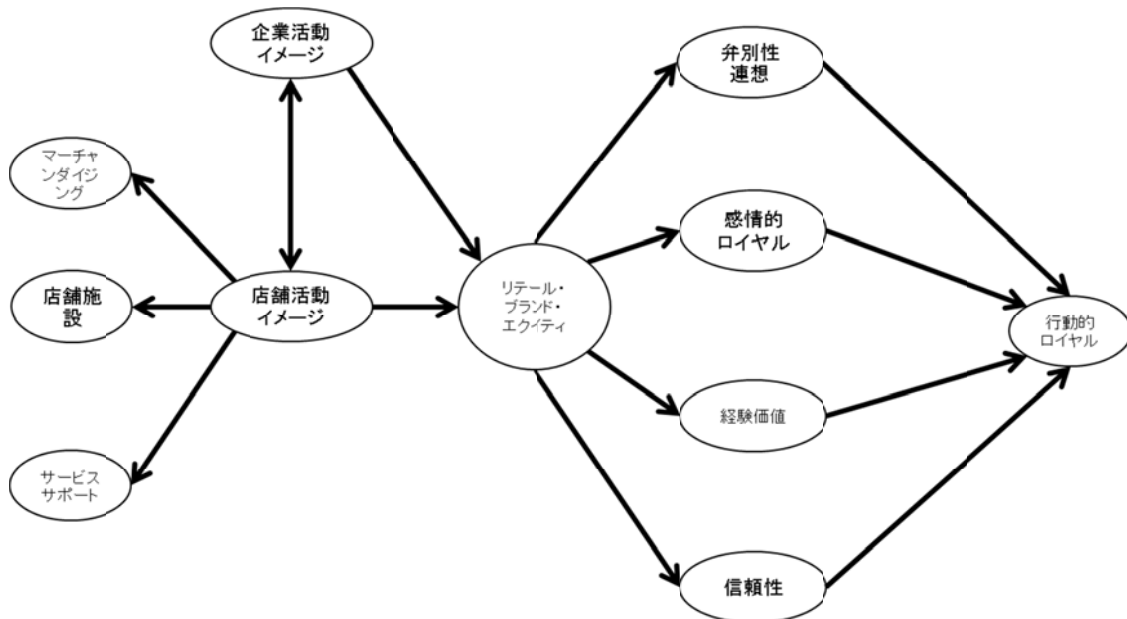 企業活動
イメージ
弁別性
連想
マーチャ
ンダイジ
ング
感情的
ロイヤル
店舗施
設
店舗活動
イメージ
リテール・
ブランド・
エクイティ
行動的
ロイヤル
経験価値
サービス
サポート
信頼性